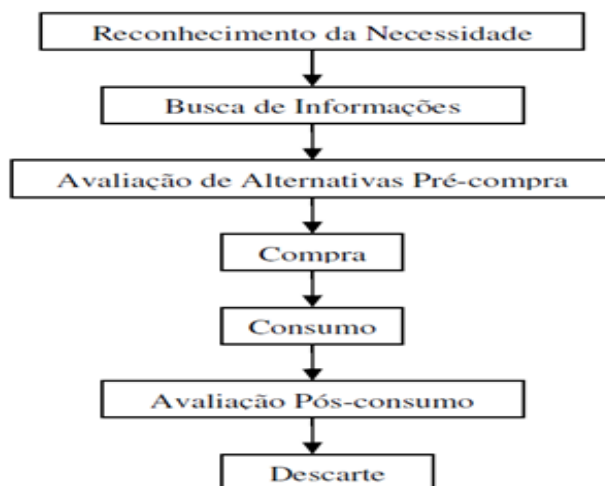 Reconhecimento da Necessidade
Busca de Informações
Avaliação de Alternativas Pré-compra
Compra
Consumo
Avaliação Pós-consumo
Descarte